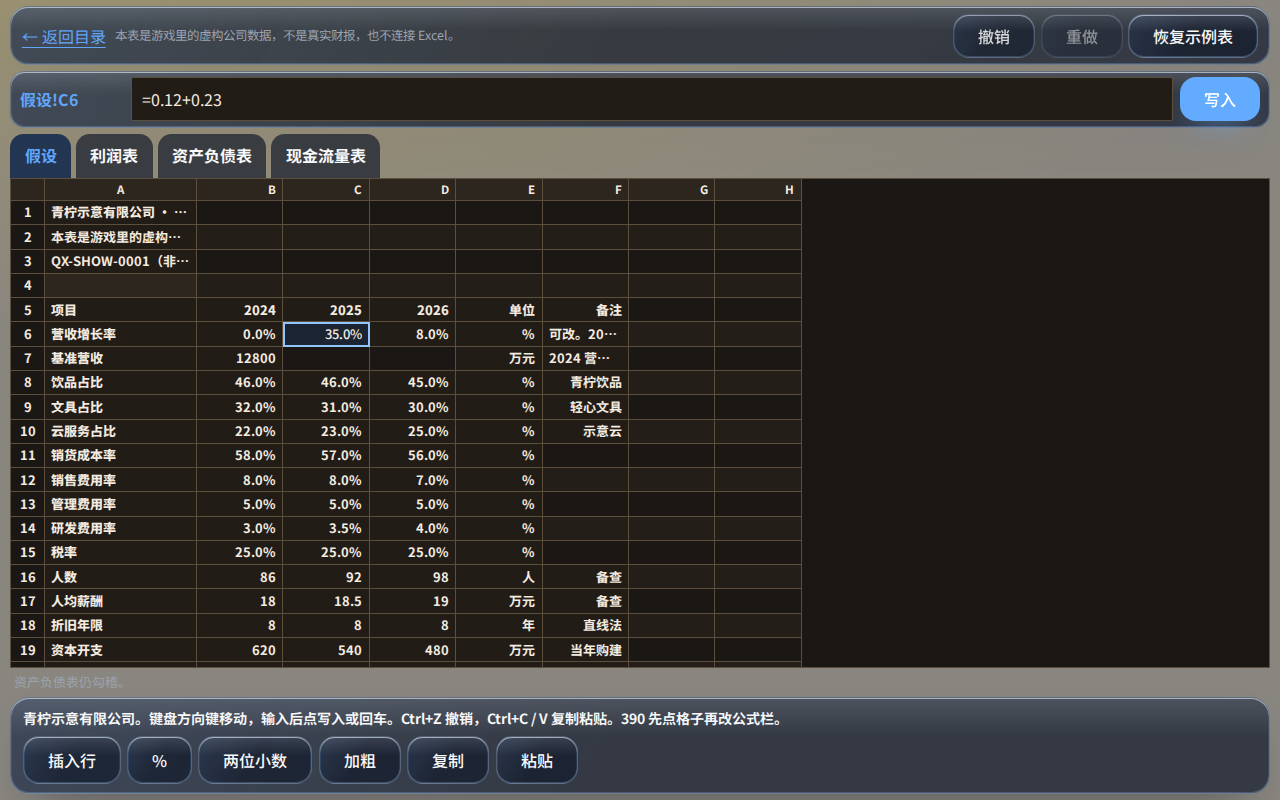 ← 返回目录 本表是游戏里的虚构公司数据，不是真实财报，也不连接 Excel。 撤销 重做 恢复示例表
假设!C6 =0.12+0.23 写入
假设 利润表 资产负债表 现金流量表
A B C D E F G H
1 青柠示意有限公司 · …
2 本表是游戏里的虚构…
3 QX-SHOW-0001（非…
4
5 项目 2024 2025 2026 单位 备注
6 营收增长率 0.0% 35.0% 8.0% % 可改。20…
7 基准营收 12800 万元 2024 营…
8 饮品占比 46.0% 46.0% 45.0% % 青柠饮品
9 文具占比 32.0% 31.0% 30.0% % 轻心文具
10 云服务占比 22.0% 23.0% 25.0% % 示意云
11 销货成本率 58.0% 57.0% 56.0% %
12 销售费用率 8.0% 8.0% 7.0% %
13 管理费用率 5.0% 5.0% 5.0% %
14 研发费用率 3.0% 3.5% 4.0% %
15 税率 25.0% 25.0% 25.0% %
16 人数 86 92 98 人 备查
17 人均薪酬 18 18.5 19 万元 备查
18 折旧年限 8 8 8 年 直线法
19 资本开支 620 540 480 万元 当年购建
资产负债表仍勾稽。
青柠示意有限公司。键盘方向键移动，输入后点写入或回车。Ctrl+Z 撤销，Ctrl+C / V 复制粘贴。390 先点格子再改公式栏。
插入行 % 两位小数 加粗 复制 粘贴